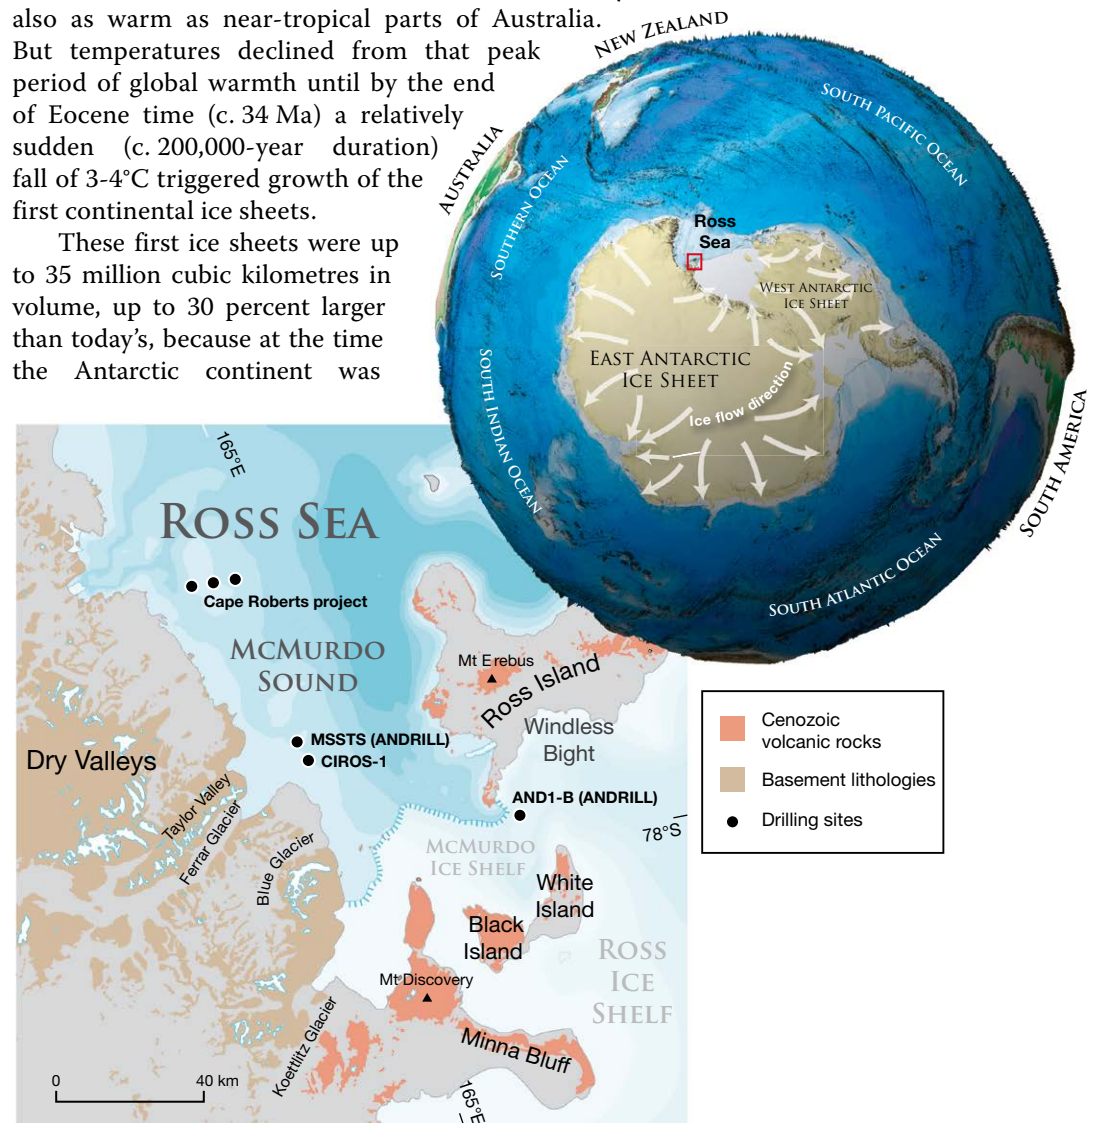 also as warm as near-tropical parts of Australia.
But temperatures declined from that peak
period of global warmth until by the end
of Eocene time (c. 34 Ma) a relatively
sudden (c. 200,000-year duration)
fall of 3-4°C triggered growth of the
first continental ice sheets.
These first ice sheets were up
to 35 million cubic kilometres in
volume, up to 30 percent larger
than today's, because at the time
the Antarctic continent was
New Zealand
Australia
Southern Ocean
South Pacific Ocean
Ross
Sea
West Antarctic
Ice Sheet
East Antarctic
Ice Sheet
Ice flow direction
South Indian Ocean
South America
South Atlantic Ocean
165°E
Ross Sea
Cape Roberts project
McMurdo
Sound
Mt Erebus
Ross Island
Windless
Bight
MSSTS (ANDRILL)
CIROS-1
Dry Valleys
Taylor Valley
Ferrar Glacier
Blue Glacier
AND1-B (ANDRILL)
78°S
McMurdo
Ice Shelf
White
Island
Black
Island
Ross
Ice
Shelf
Mt Discovery
Minna Bluff
Koettlitz Glacier
0 40 km
165°E
Cenozoic
volcanic rocks
Basement lithologies
Drilling sites